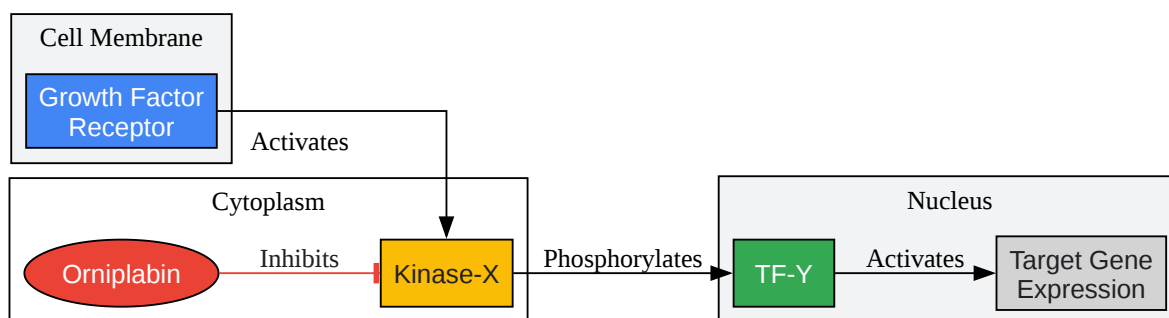 Cell Membrane
Growth Factor
Receptor
Activates
Cytoplasm
Orniplabin
Inhibits
Kinase-X
Phosphorylates
Nucleus
TF-Y
Activates
Target Gene
Expression